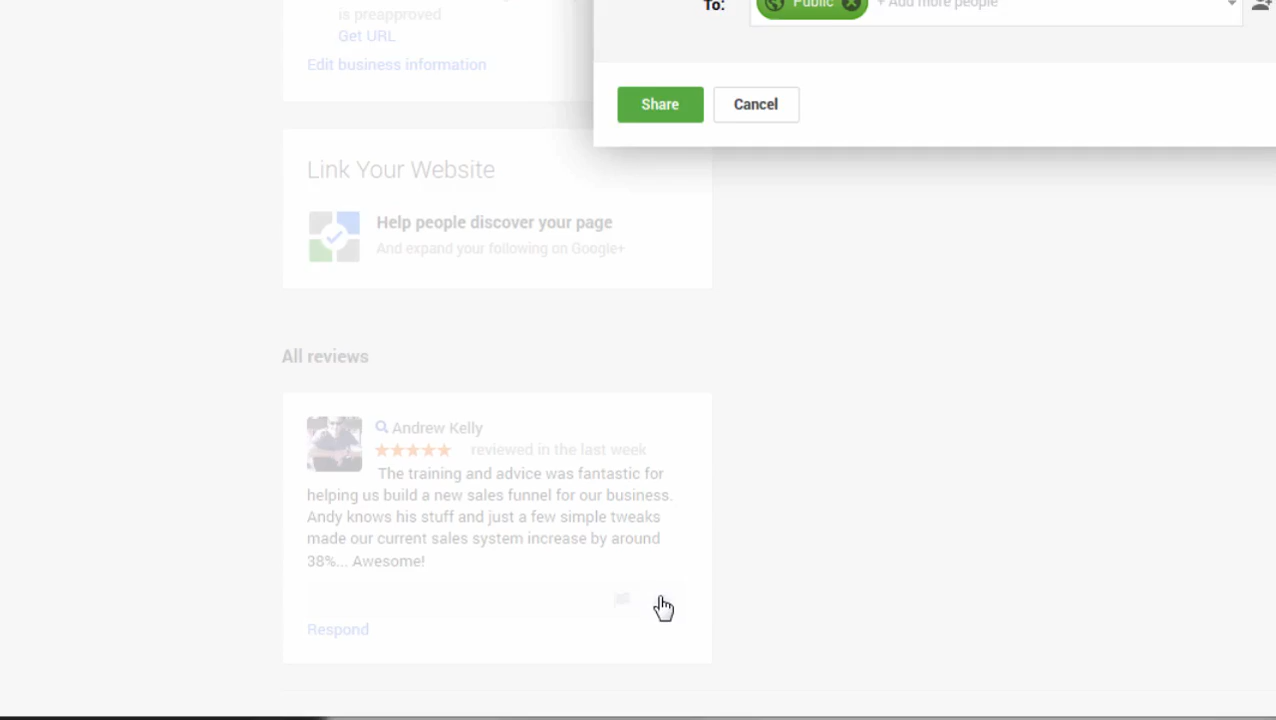 is preapproved
Get URL
Edit business information
To:
Public
+ Add more people
Share
Cancel
Link Your Website
Help people discover your page
And expand your following on Google+
All reviews
Andrew Kelly
reviewed in the last week
The training and advice was fantastic for
helping us build a new sales funnel for our business.
Andy knows his stuff and just a few simple tweaks
made our current sales system increase by around
38%... Awesome!
Respond